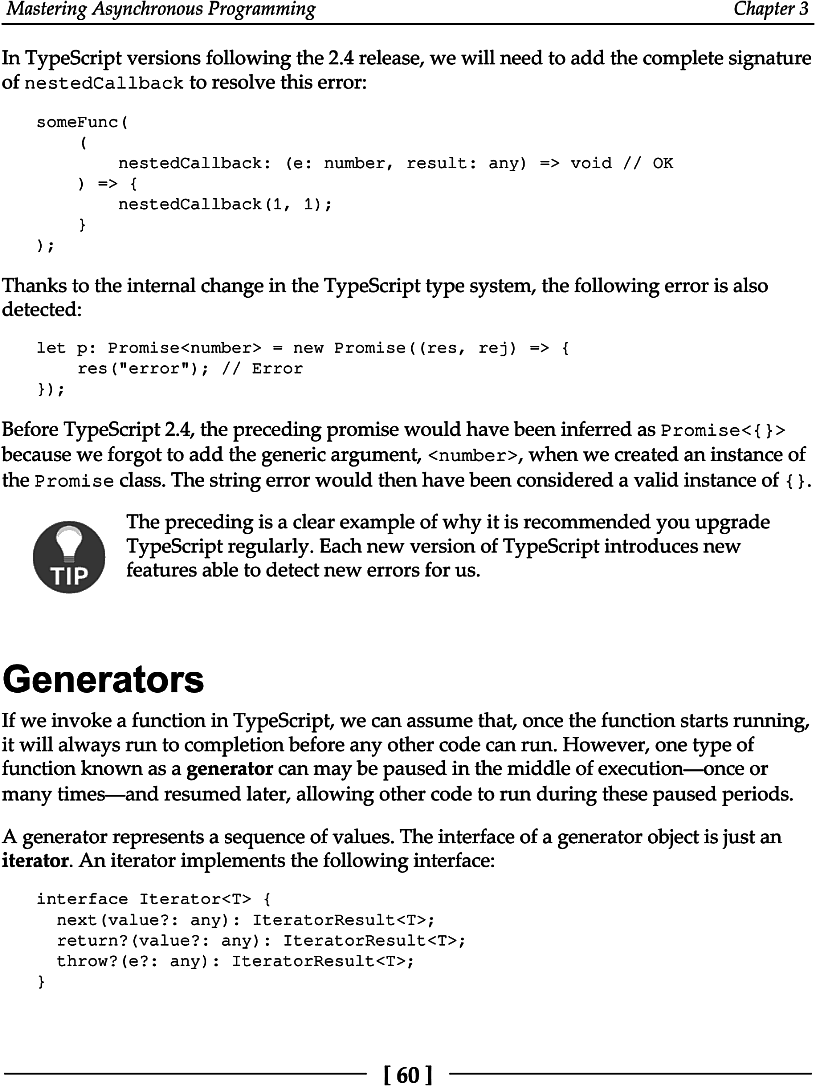 Mastering Asynchronous Programming Chapter 3
In TypeScript versions following the 2.4 release, we will need to add the complete signature
of nestedCallback to resolve this error:
someFunc(
    (
        nestedCallback: (e: number, result: any) => void // OK
    ) => {
        nestedCallback(1, 1);
    }
);
Thanks to the internal change in the TypeScript type system, the following error is also
detected:
let p: Promise<number> = new Promise((res, rej) => {
    res("error"); // Error
});
Before TypeScript 2.4, the preceding promise would have been inferred as Promise<{}>
because we forgot to add the generic argument, <number>, when we created an instance of
the Promise class. The string error would then have been considered a valid instance of {}.
The preceding is a clear example of why it is recommended you upgrade
TypeScript regularly. Each new version of TypeScript introduces new
features able to detect new errors for us.
TIP
Generators
If we invoke a function in TypeScript, we can assume that, once the function starts running,
it will always run to completion before any other code can run. However, one type of
function known as a generator can may be paused in the middle of execution—once or
many times—and resumed later, allowing other code to run during these paused periods.
A generator represents a sequence of values. The interface of a generator object is just an
iterator. An iterator implements the following interface:
interface Iterator<T> {
  next(value?: any): IteratorResult<T>;
  return?(value?: any): IteratorResult<T>;
  throw?(e?: any): IteratorResult<T>;
}
[ 60 ]